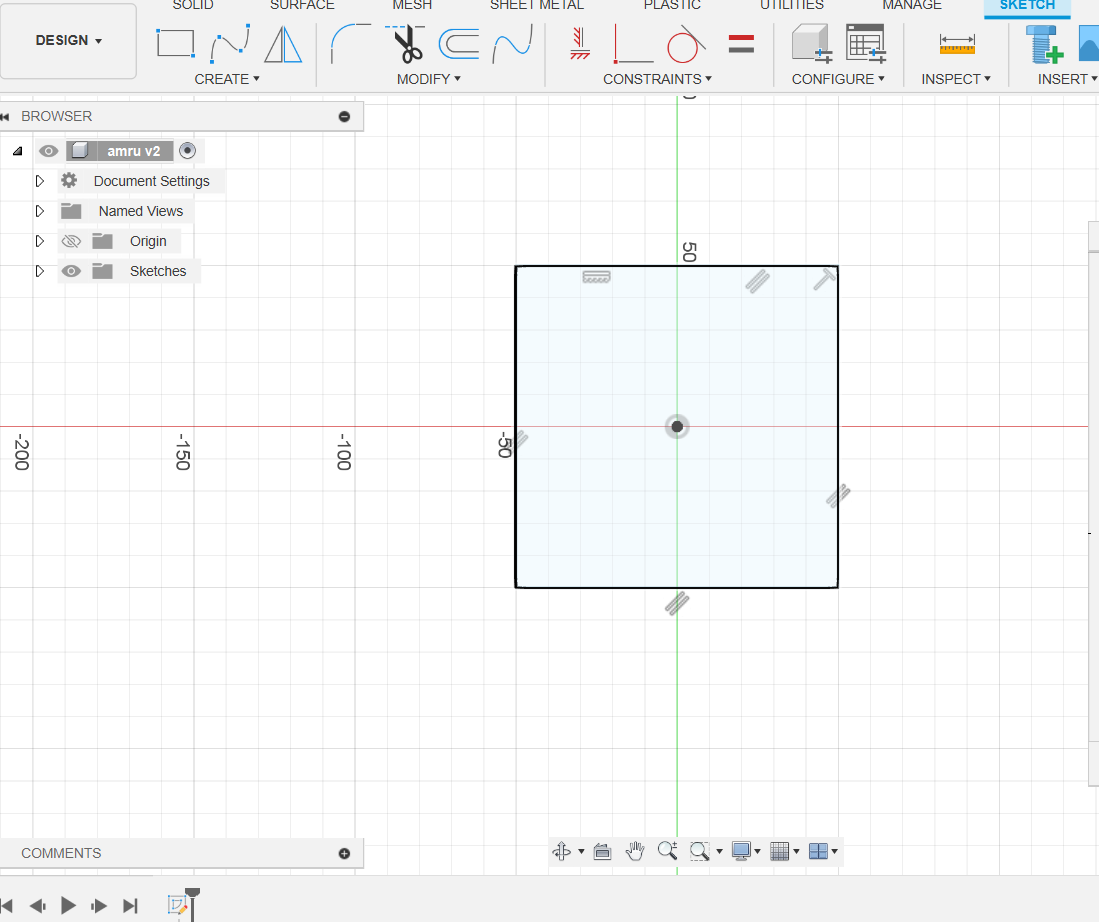 SOLID SURFACE MESH SHEET METAL PLASTIC UTILITIES MANAGE SKETCH
DESIGN
CREATE MODIFY CONSTRAINTS CONFIGURE INSPECT INSERT
BROWSER
amru v2
Document Settings
Named Views
Origin
Sketches
50
-200 -150 -100 -50
COMMENTS